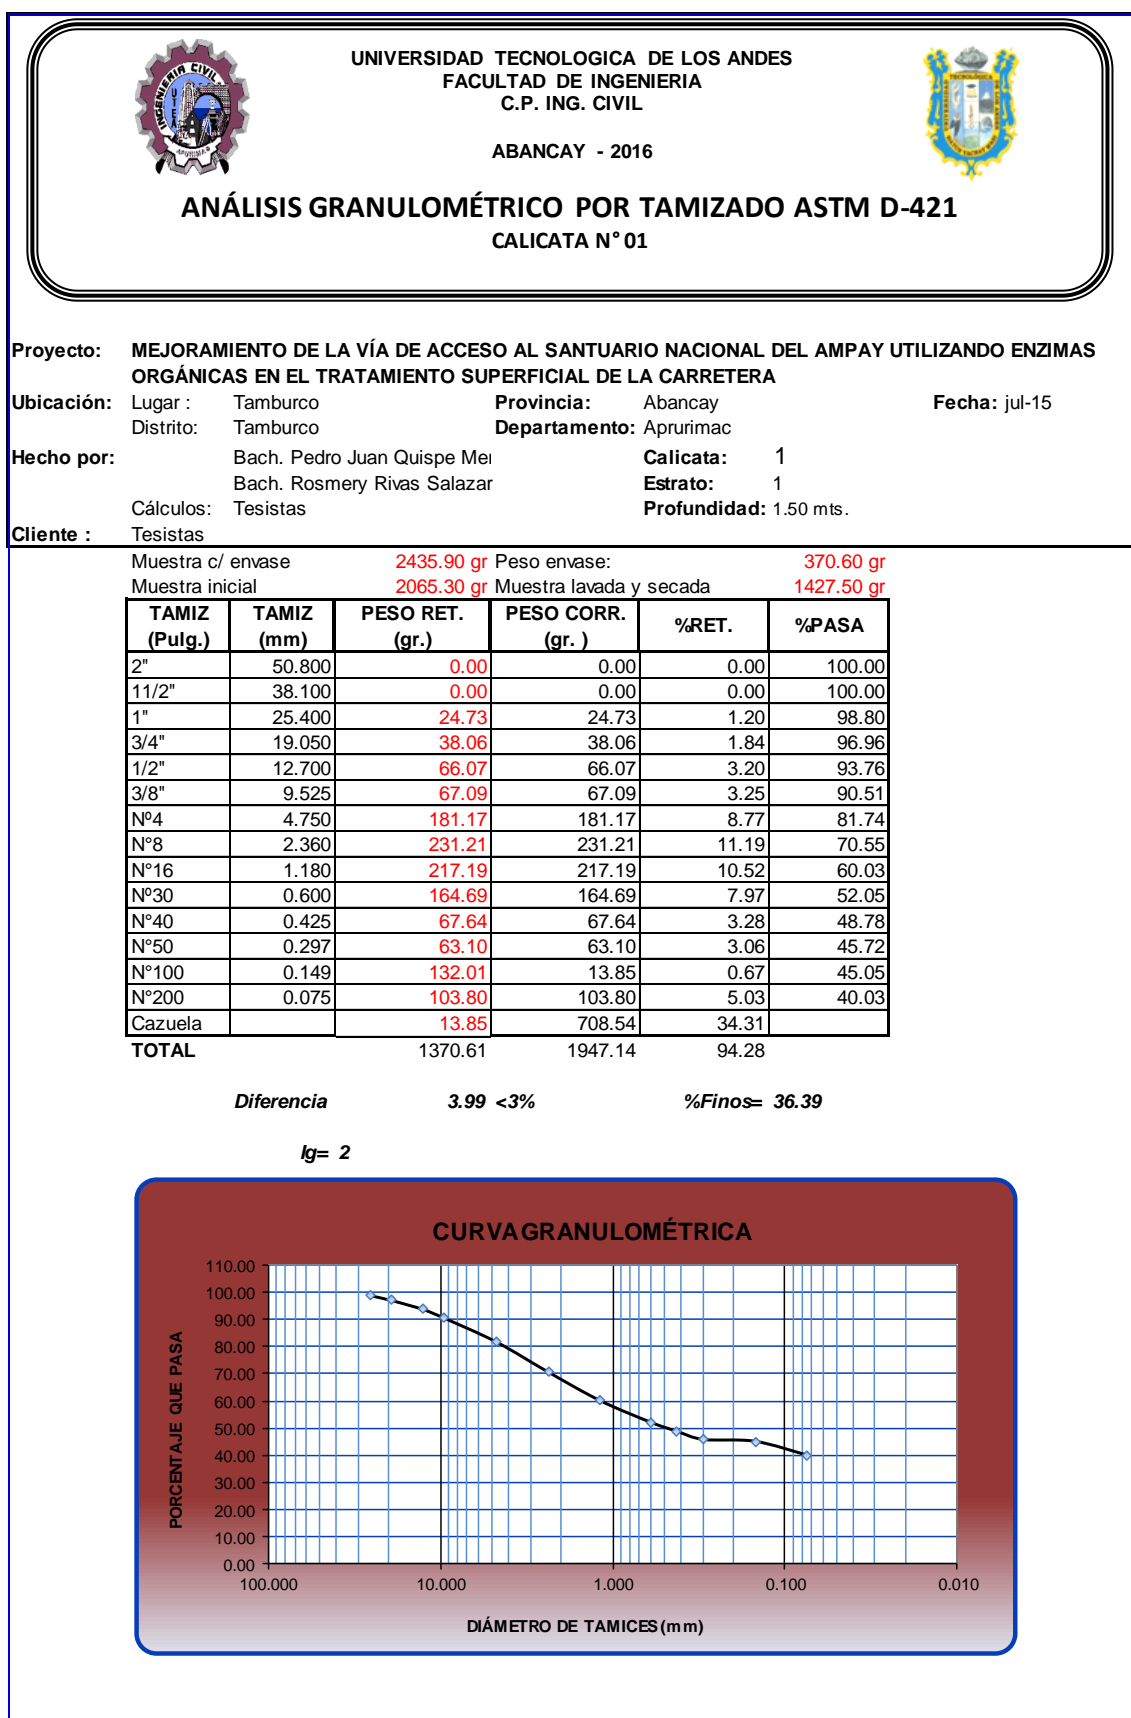 UNIVERSIDAD TECNOLOGICA DE LOS ANDES
FACULTAD DE INGENIERIA
C.P. ING. CIVIL
ABANCAY - 2016
INGENIERIA CIVIL
UTEA
APURIMAC
ANÁLISIS GRANULOMÉTRICO POR TAMIZADO ASTM D-421
CALICATA N° 01
Proyecto: MEJORAMIENTO DE LA VÍA DE ACCESO AL SANTUARIO NACIONAL DEL AMPAY UTILIZANDO ENZIMAS
ORGÁNICAS EN EL TRATAMIENTO SUPERFICIAL DE LA CARRETERA
Ubicación: Lugar : Tamburco Provincia: Abancay Fecha: jul-15
Distrito: Tamburco Departamento: Aprurimac
Hecho por: Bach. Pedro Juan Quispe Mer Calicata: 1
Bach. Rosmery Rivas Salazar Estrato: 1
Cálculos: Tesistas Profundidad: 1.50 mts.
Cliente : Tesistas
Muestra c/ envase 2435.90 gr Peso envase: 370.60 gr
Muestra inicial 2065.30 gr Muestra lavada y secada 1427.50 gr
TAMIZ (Pulg.) TAMIZ (mm) PESO RET. (gr.) PESO CORR. (gr. ) %RET. %PASA
2" 50.800 0.00 0.00 0.00 100.00
11/2" 38.100 0.00 0.00 0.00 100.00
1" 25.400 24.73 24.73 1.20 98.80
3/4" 19.050 38.06 38.06 1.84 96.96
1/2" 12.700 66.07 66.07 3.20 93.76
3/8" 9.525 67.09 67.09 3.25 90.51
Nº4 4.750 181.17 181.17 8.77 81.74
N°8 2.360 231.21 231.21 11.19 70.55
N°16 1.180 217.19 217.19 10.52 60.03
Nº30 0.600 164.69 164.69 7.97 52.05
N°40 0.425 67.64 67.64 3.28 48.78
N°50 0.297 63.10 63.10 3.06 45.72
N°100 0.149 132.01 13.85 0.67 45.05
N°200 0.075 103.80 103.80 5.03 40.03
Cazuela 13.85 708.54 34.31
TOTAL 1370.61 1947.14 94.28
Diferencia 3.99 <3% %Finos= 36.39
Ig= 2
CURVA GRANULOMÉTRICA
PORCENTAJE QUE PASA
110.00
100.00
90.00
80.00
70.00
60.00
50.00
40.00
30.00
20.00
10.00
0.00
100.000 10.000 1.000 0.100 0.010
DIÁMETRO DE TAMICES (mm)